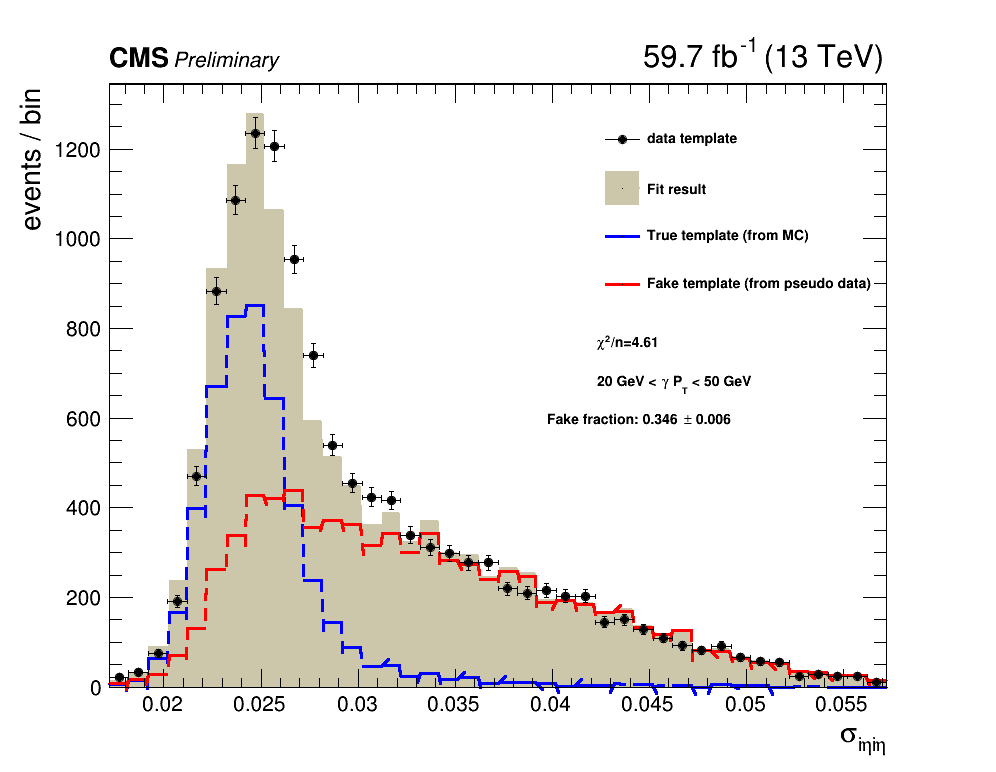 CMS Preliminary
59.7 fb-1 (13 TeV)
events / bin
1200
1000
800
600
400
200
0
data template
Fit result
True template (from MC)
Fake template (from pseudo data)
χ²/n=4.61
20 GeV < γ PT < 50 GeV
Fake fraction: 0.346 ± 0.006
0.02 0.025 0.03 0.035 0.04 0.045 0.05 0.055
σiηiη